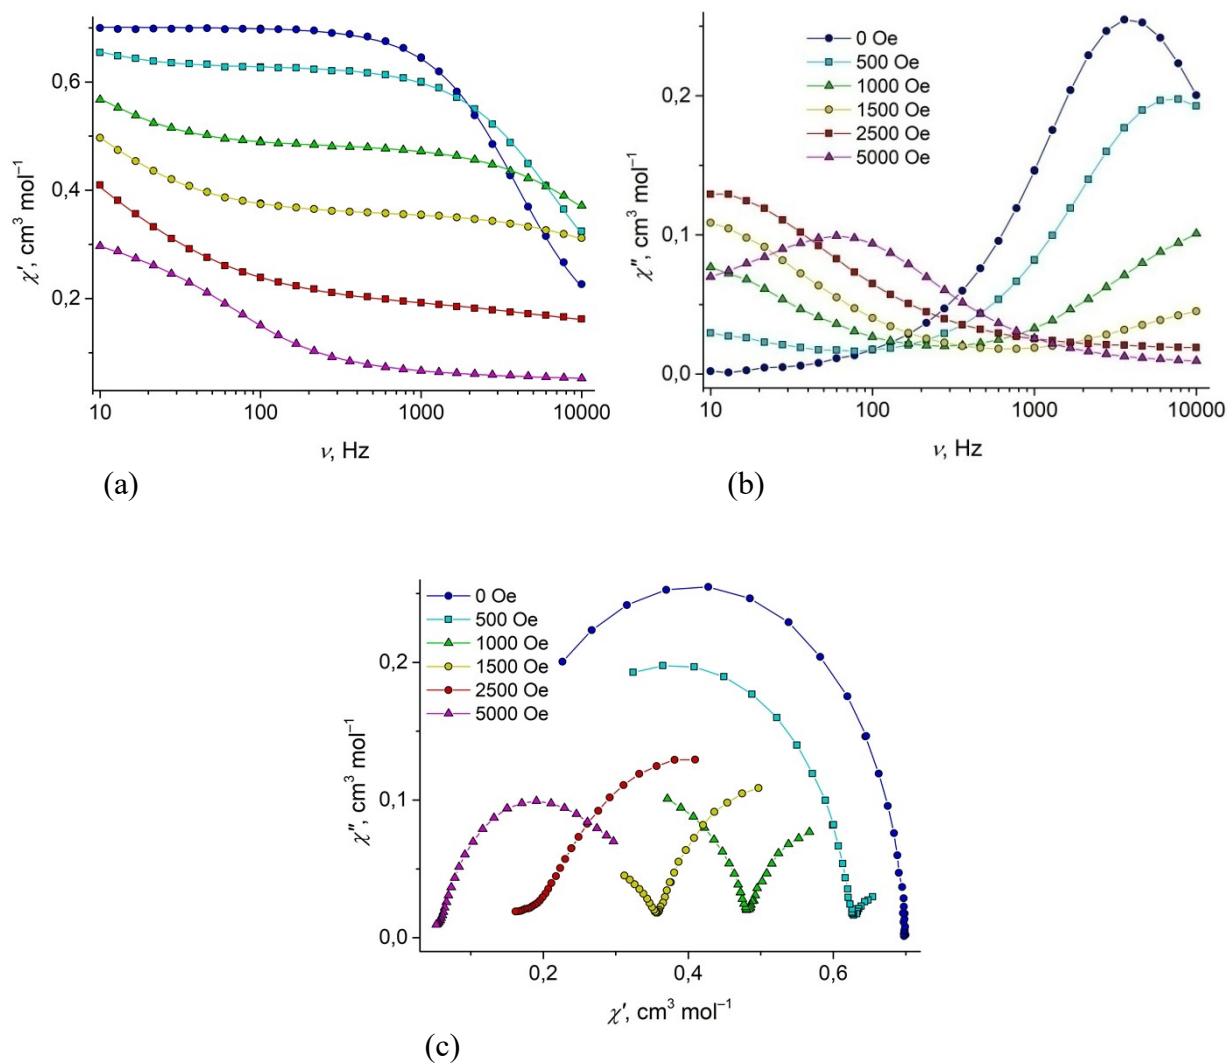 0,6
0,4
0,2
χ′, cm³ mol⁻¹
10 100 1000 10000
ν, Hz
(a)
0 Oe
500 Oe
1000 Oe
1500 Oe
2500 Oe
5000 Oe
0,2
0,1
0,0
χ″, cm³ mol⁻¹
10 100 1000 10000
ν, Hz
(b)
0 Oe
500 Oe
1000 Oe
1500 Oe
2500 Oe
5000 Oe
0,2
0,1
0,0
χ″, cm³ mol⁻¹
0,2 0,4 0,6
χ′, cm³ mol⁻¹
(c)